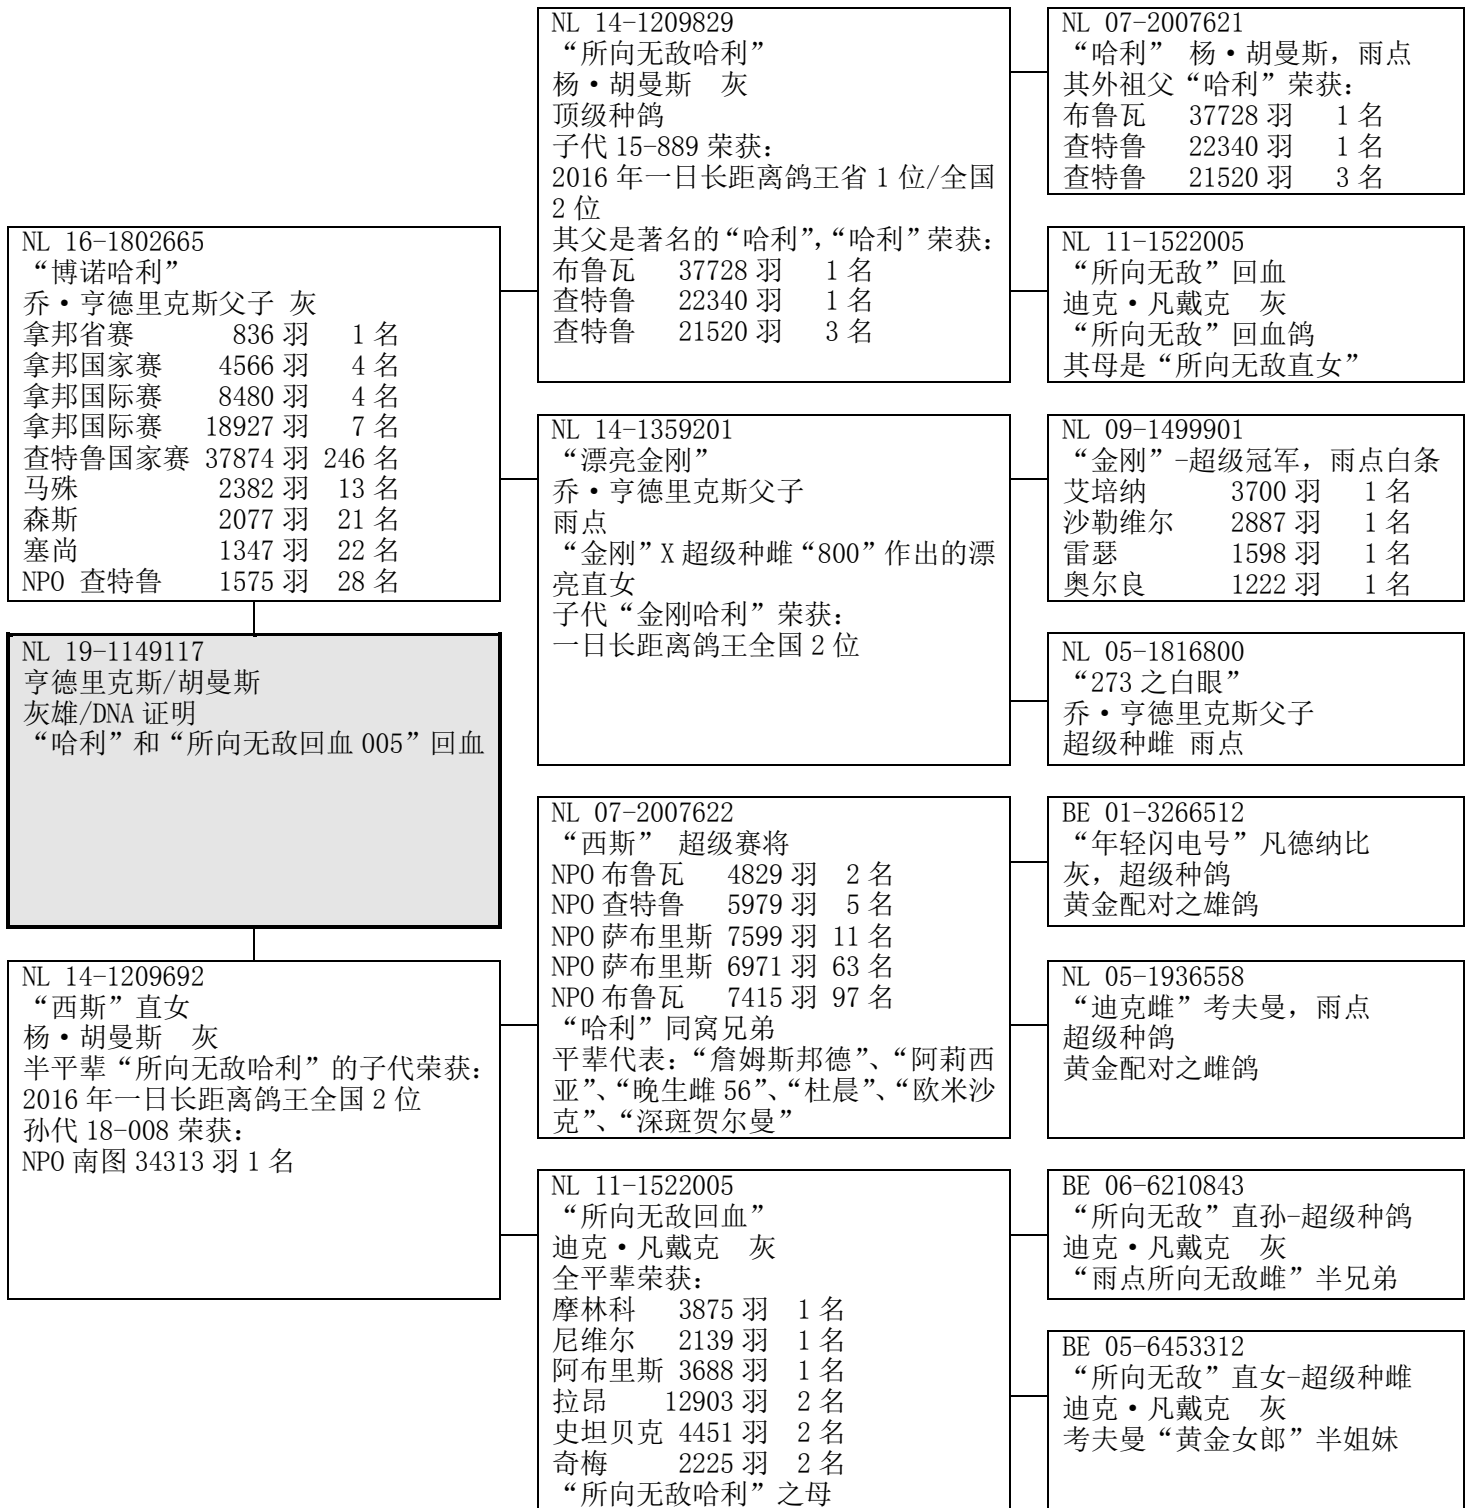 NL 16-1802665
“博诺哈利”
乔·亨德里克斯父子 灰
拿邦省赛 836 羽 1 名
拿邦国家赛 4566 羽 4 名
拿邦国际赛 8480 羽 4 名
拿邦国际赛 18927 羽 7 名
查特鲁国家赛 37874 羽 246 名
马殊 2382 羽 13 名
森斯 2077 羽 21 名
塞尚 1347 羽 22 名
NPO 查特鲁 1575 羽 28 名
NL 19-1149117
亨德里克斯/胡曼斯
灰雄/DNA 证明
“哈利”和“所向无敌回血 005”回血
NL 14-1209692
“西斯”直女
杨·胡曼斯 灰
半平辈“所向无敌哈利”的子代荣获:
2016 年一日长距离鸽王全国 2 位
孙代 18-008 荣获:
NPO 南图 34313 羽 1 名
NL 14-1209829
“所向无敌哈利”
杨·胡曼斯 灰
顶级种鸽
子代 15-889 荣获:
2016 年一日长距离鸽王省 1 位/全国
2 位
其父是著名的“哈利”,“哈利”荣获:
布鲁瓦 37728 羽 1 名
查特鲁 22340 羽 1 名
查特鲁 21520 羽 3 名
NL 14-1359201
“漂亮金刚”
乔·亨德里克斯父子
雨点
“金刚”X 超级种雌“800”作出的漂
亮直女
子代“金刚哈利”荣获:
一日长距离鸽王全国 2 位
NL 07-2007622
“西斯” 超级赛将
NPO 布鲁瓦 4829 羽 2 名
NPO 查特鲁 5979 羽 5 名
NPO 萨布里斯 7599 羽 11 名
NPO 萨布里斯 6971 羽 63 名
NPO 布鲁瓦 7415 羽 97 名
“哈利”同窝兄弟
平辈代表:“詹姆斯邦德”、“阿莉西
亚”、“晚生雌 56”、“杜晨”、“欧米沙
克”、“深斑贺尔曼”
NL 11-1522005
“所向无敌回血”
迪克·凡戴克 灰
全平辈荣获:
摩林科 3875 羽 1 名
尼维尔 2139 羽 1 名
阿布里斯 3688 羽 1 名
拉昂 12903 羽 2 名
史坦贝克 4451 羽 2 名
奇梅 2225 羽 2 名
“所向无敌哈利”之母
NL 07-2007621
“哈利” 杨·胡曼斯，雨点
其外祖父“哈利”荣获:
布鲁瓦 37728 羽 1 名
查特鲁 22340 羽 1 名
查特鲁 21520 羽 3 名
NL 11-1522005
“所向无敌”回血
迪克·凡戴克 灰
“所向无敌”回血鸽
其母是“所向无敌直女”
NL 09-1499901
“金刚”-超级冠军，雨点白条
艾培纳 3700 羽 1 名
沙勒维尔 2887 羽 1 名
雷瑟 1598 羽 1 名
奥尔良 1222 羽 1 名
NL 05-1816800
“273 之白眼”
乔·亨德里克斯父子
超级种雌 雨点
BE 01-3266512
“年轻闪电号”凡德纳比
灰，超级种鸽
黄金配对之雄鸽
NL 05-1936558
“迪克雌”考夫曼，雨点
超级种鸽
黄金配对之雌鸽
BE 06-6210843
“所向无敌”直孙-超级种鸽
迪克·凡戴克 灰
“雨点所向无敌雌”半兄弟
BE 05-6453312
“所向无敌”直女-超级种雌
迪克·凡戴克 灰
考夫曼“黄金女郎”半姐妹